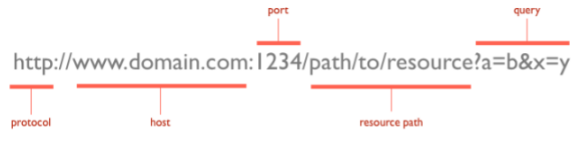 port query
http://www.domain.com:1234/path/to/resource?a=b&x=y
protocol host resource path